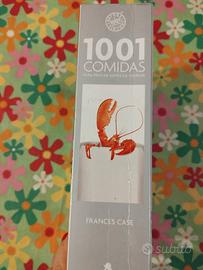 1001
COMIDAS
FRANCES CASE
subito